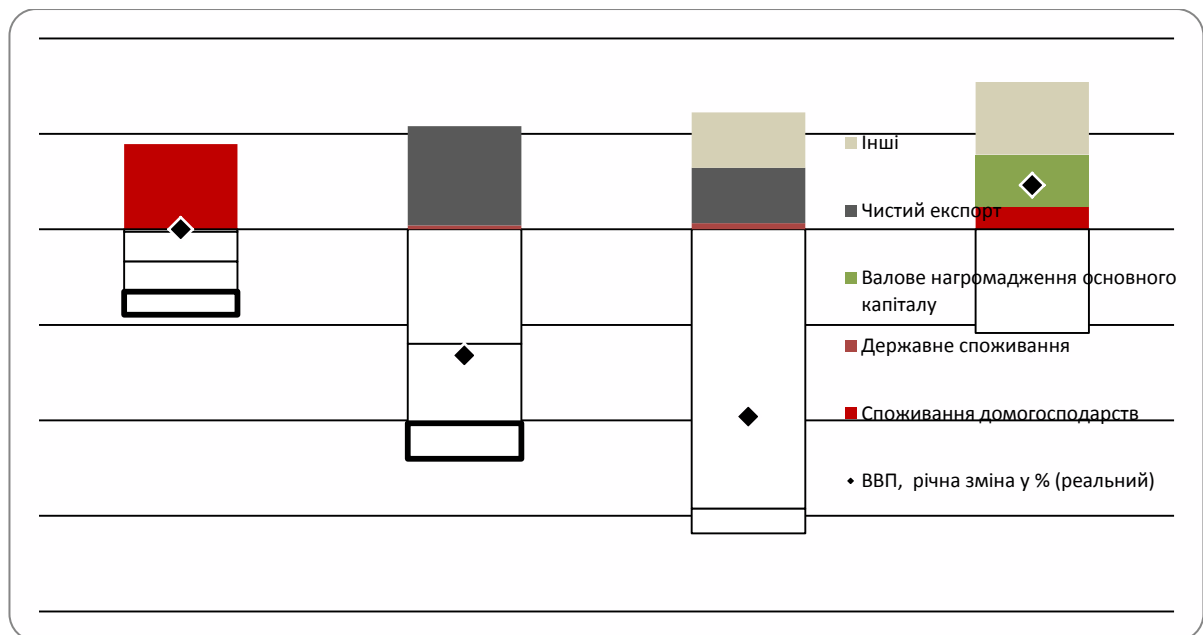 Інші
Чистий експорт
Валове нагромадження основного
капіталу
Державне споживання
Споживання домогосподарств
ВВП, річна зміна у % (реальний)